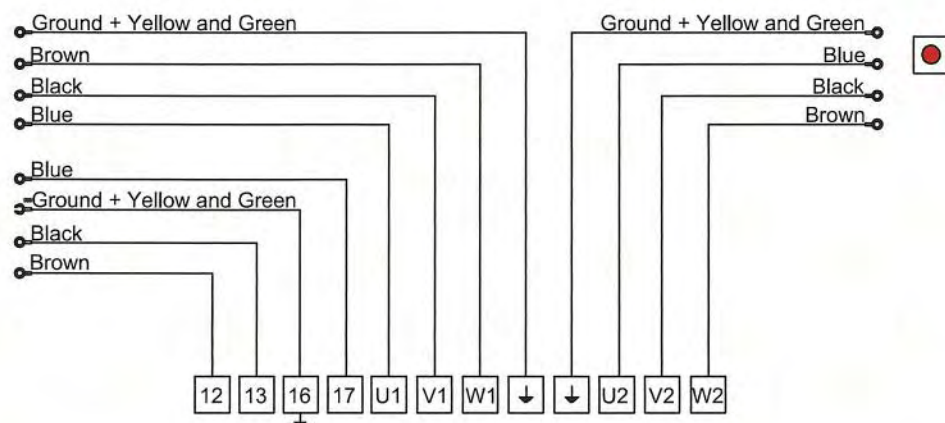 Ground + Yellow and Green
Brown
Black
Blue
Blue
Ground + Yellow and Green
Black
Brown
Ground + Yellow and Green
Blue
Black
Brown
12 13 16 17 U1 V1 W1 U2 V2 W2